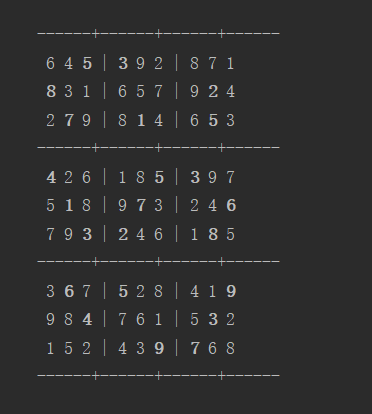 ------+------+------+------
6 4 5 | 3 9 2 | 8 7 1
8 3 1 | 6 5 7 | 9 2 4
2 7 9 | 8 1 4 | 6 5 3
------+------+------+------
4 2 6 | 1 8 5 | 3 9 7
5 1 8 | 9 7 3 | 2 4 6
7 9 3 | 2 4 6 | 1 8 5
------+------+------+------
3 6 7 | 5 2 8 | 4 1 9
9 8 4 | 7 6 1 | 5 3 2
1 5 2 | 4 3 9 | 7 6 8
------+------+------+------